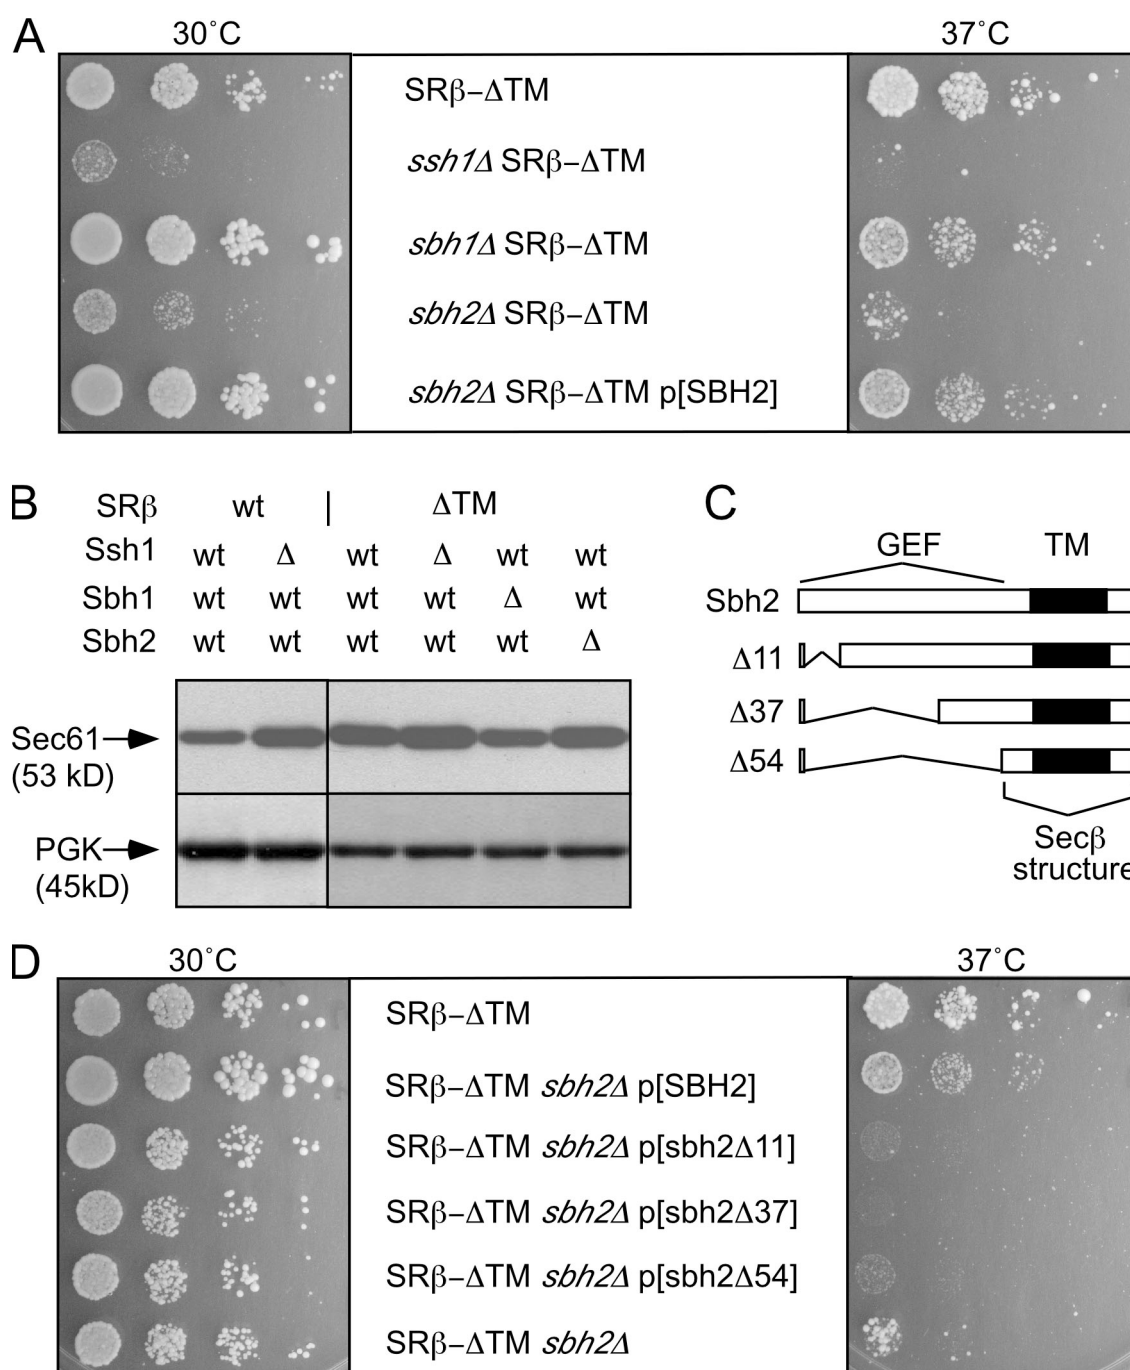 A
30°C
37°C
SRβ–ΔTM
ssh1Δ SRβ–ΔTM
sbh1Δ SRβ–ΔTM
sbh2Δ SRβ–ΔTM
sbh2Δ SRβ–ΔTM p[SBH2]
B
SRβ wt | ΔTM
Ssh1 wt Δ wt Δ wt wt
Sbh1 wt wt wt wt Δ wt
Sbh2 wt wt wt wt wt Δ
Sec61
(53 kD)
PGK
(45kD)
C
GEF TM
Sbh2
Δ11
Δ37
Δ54
Secβ
structure
D
30°C
37°C
SRβ–ΔTM
SRβ–ΔTM sbh2Δ p[SBH2]
SRβ–ΔTM sbh2Δ p[sbh2Δ11]
SRβ–ΔTM sbh2Δ p[sbh2Δ37]
SRβ–ΔTM sbh2Δ p[sbh2Δ54]
SRβ–ΔTM sbh2Δ